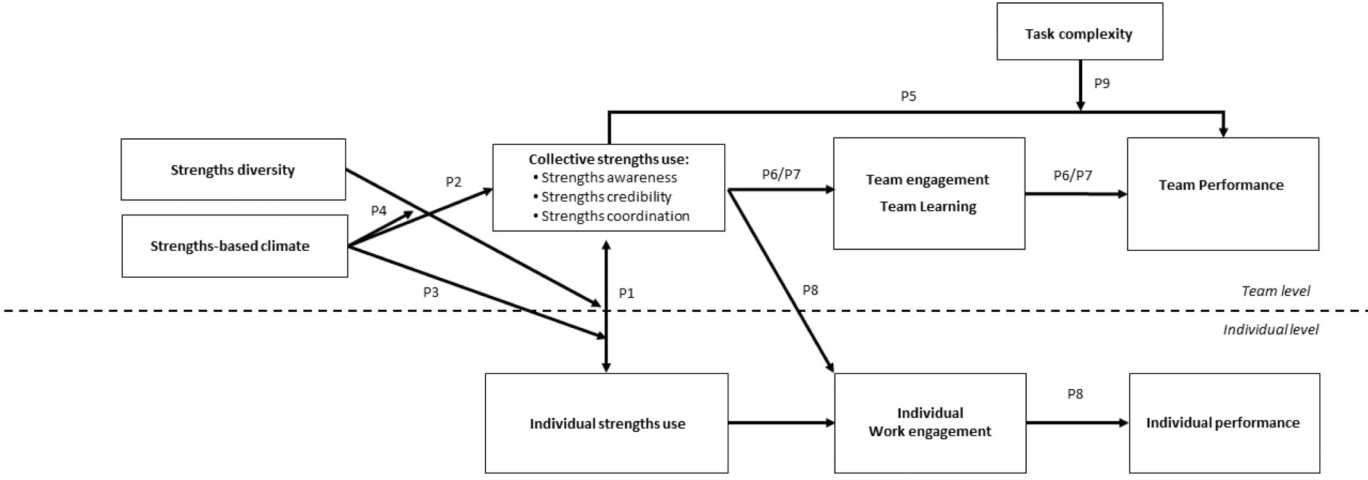 Task complexity
P9
P5
Strengths diversity
Collective strengths use:
• Strengths awareness
• Strengths credibility
• Strengths coordination
P2
P4
P6/P7
Team engagement
Team Learning
P6/P7
Team Performance
Strengths-based climate
P3
P1
P8
Team level
Individual level
Individual strengths use
Individual
Work engagement
P8
Individual performance